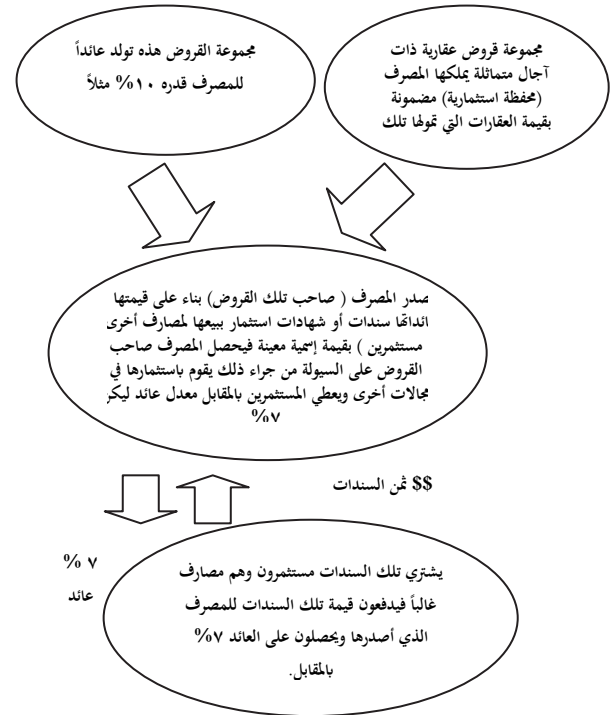 مجموعة قروض عقارية ذات
آجال متماثلة يملكها المصرف
(محفظة استثمارية) مضمونة
بقيمة العقارات التي تمولها تلك
مجموعة القروض هذه تولد عائداً
للمصرف قدره ١٠% مثلاً
صدر المصرف ( صاحب تلك القروض) بناء على قيمتها
ائداتها سندات أو شهادات استثمار ببيعها لمصارف أخرى
مستثمرين ) بقيمة إسمية معينة فيحصل المصرف صاحب
القروض على السيولة من جراء ذلك يقوم باستثمارها في
مجالات أخرى ويعطي المستثمرين بالمقابل معدل عائد ليكن
٧%
$$ ثمن السندات
٧ %
عائد
يشتري تلك السندات مستثمرون وهم مصارف
غالباً فيدفعون قيمة تلك السندات للمصرف
الذي أصدرها ويحصلون على العائد ٧%
بالمقابل.